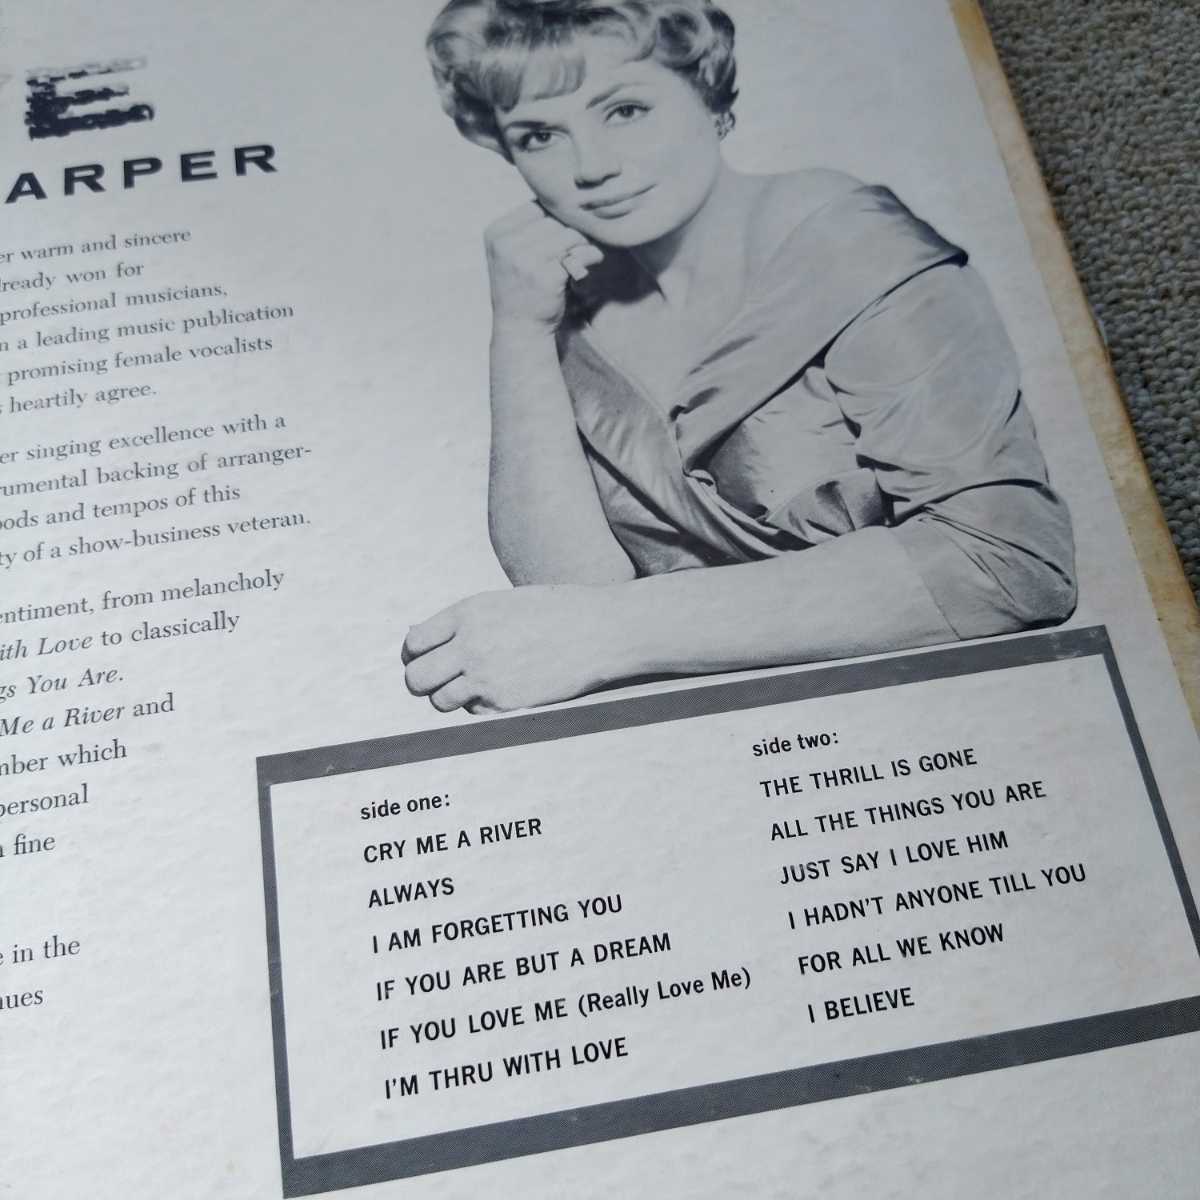 E
ARPER
er warm and sincere
lready won for
professional musicians,
n a leading music publication
promising female vocalists
s heartily agree.
er singing excellence with a
rumental backing of arranger-
oods and tempos of this
ty of a show-business veteran.
entiment, from melancholy
ith Love to classically
gs You Are.
Me a River and
mber which
personal
fine
e in the
nues
side one:
CRY ME A RIVER
ALWAYS
I AM FORGETTING YOU
IF YOU ARE BUT A DREAM
IF YOU LOVE ME (Really Love Me)
I'M THRU WITH LOVE
side two:
THE THRILL IS GONE
ALL THE THINGS YOU ARE
JUST SAY I LOVE HIM
I HADN'T ANYONE TILL YOU
FOR ALL WE KNOW
I BELIEVE